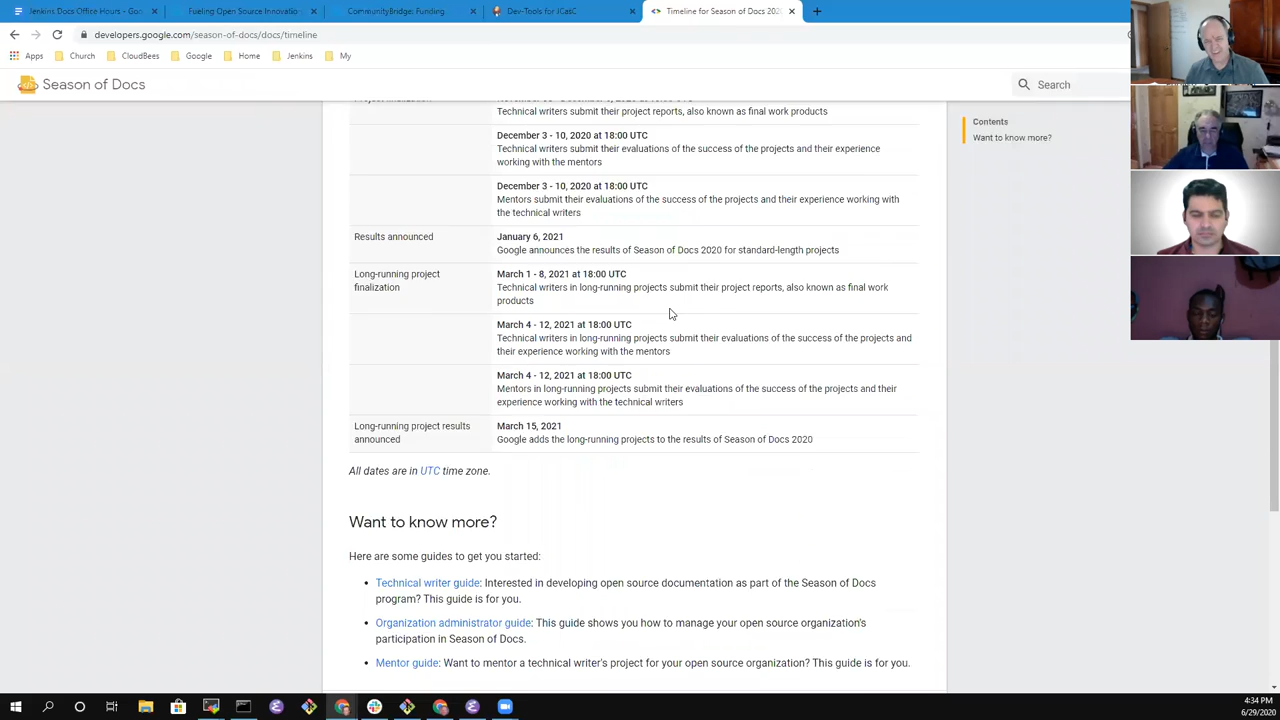 Jenkins Docs Office Hours - Goo
Fueling Open Source Innovatio
CommunityBridge: Funding
Dev-Tools for JCasC
Timeline for Season of Docs 202
developers.google.com/season-of-docs/docs/timeline
Apps
Church
CloudBees
Google
Home
Jenkins
My
Season of Docs
Search
Technical writers submit their project reports, also known as final work products
December 3 - 10, 2020 at 18:00 UTC
Technical writers submit their evaluations of the success of the projects and their experience
working with the mentors
December 3 - 10, 2020 at 18:00 UTC
Mentors submit their evaluations of the success of the projects and their experience working with
the technical writers
Results announced
January 6, 2021
Google announces the results of Season of Docs 2020 for standard-length projects
Long-running project
finalization
March 1 - 8, 2021 at 18:00 UTC
Technical writers in long-running projects submit their project reports, also known as final work
products
March 4 - 12, 2021 at 18:00 UTC
Technical writers in long-running projects submit their evaluations of the success of the projects and
their experience working with the mentors
March 4 - 12, 2021 at 18:00 UTC
Mentors in long-running projects submit their evaluations of the success of the projects and their
experience working with the technical writers
Long-running project results
announced
March 15, 2021
Google adds the long-running projects to the results of Season of Docs 2020
All dates are in UTC time zone.
Want to know more?
Here are some guides to get you started:
Technical writer guide: Interested in developing open source documentation as part of the Season of Docs
program? This guide is for you.
Organization administrator guide: This guide shows you how to manage your open source organization's
participation in Season of Docs.
Mentor guide: Want to mentor a technical writer's project for your open source organization? This guide is for you.
Contents
Want to know more?
4:34 PM
6/29/2020